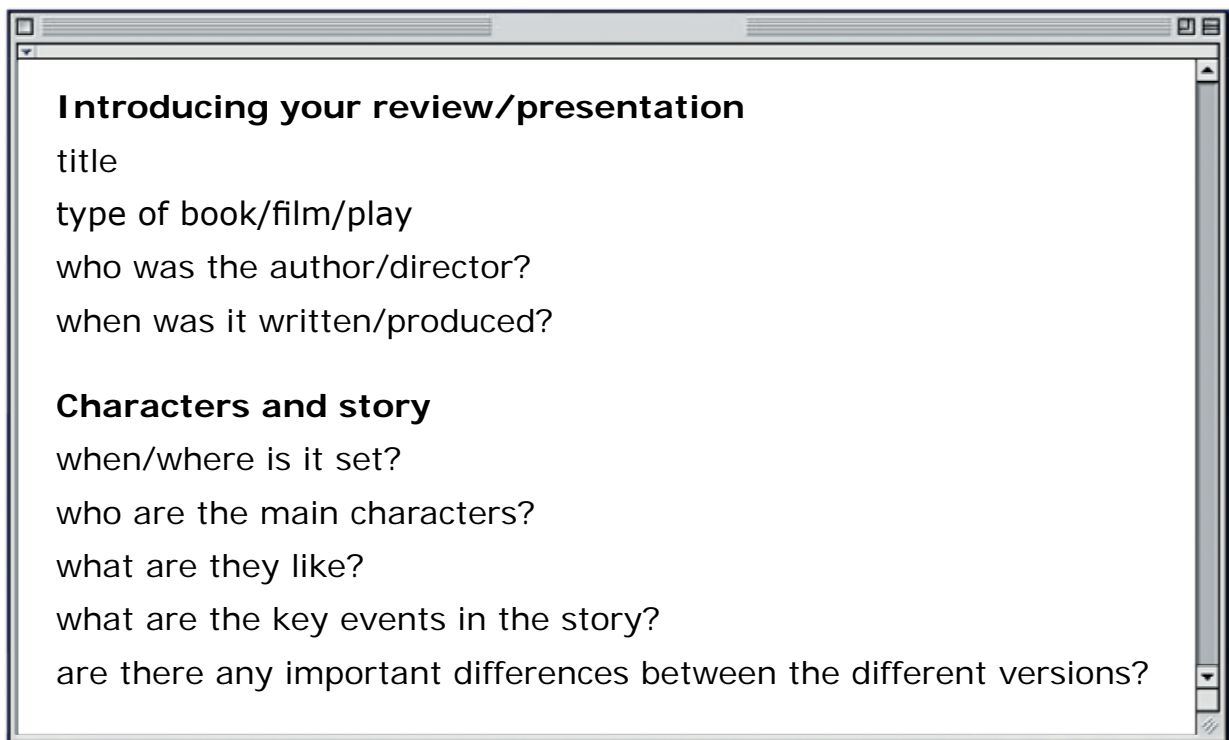 Introducing your review/presentation
title
type of book/film/play
who was the author/director?
when was it written/produced?
Characters and story
when/where is it set?
who are the main characters?
what are they like?
what are the key events in the story?
are there any important differences between the different versions?